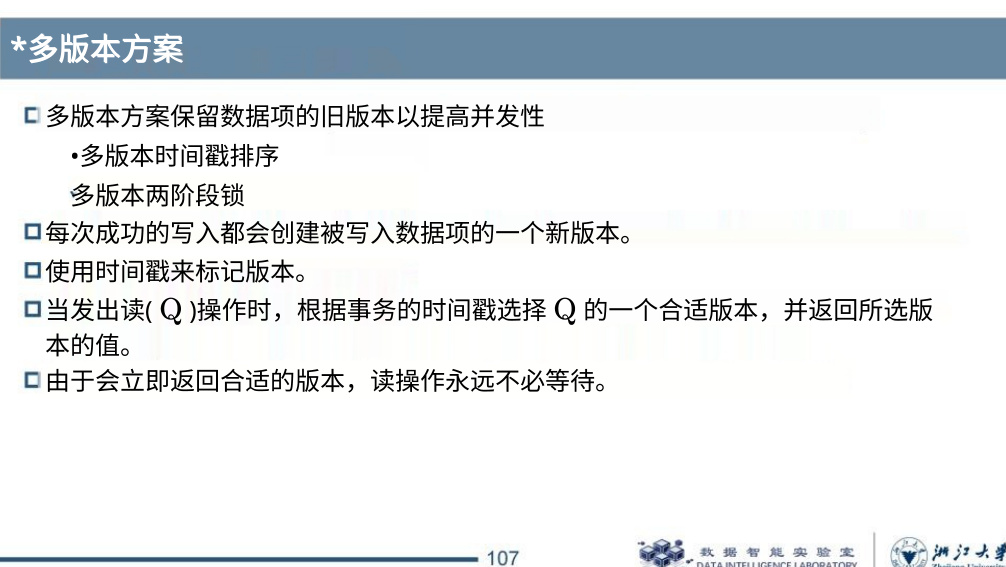 *多版本方案
多版本方案保留数据项的旧版本以提高并发性
•多版本时间戳排序
多版本两阶段锁
每次成功的写入都会创建被写入数据项的一个新版本。
使用时间戳来标记版本。
当发出读( Q )操作时，根据事务的时间戳选择 Q 的一个合适版本，并返回所选版
本的值。
由于会立即返回合适的版本，读操作永远不必等待。
107
数据智能实验室
DATA INTELLIGENCE LABORATORY
浙江大学
Zhejiang University